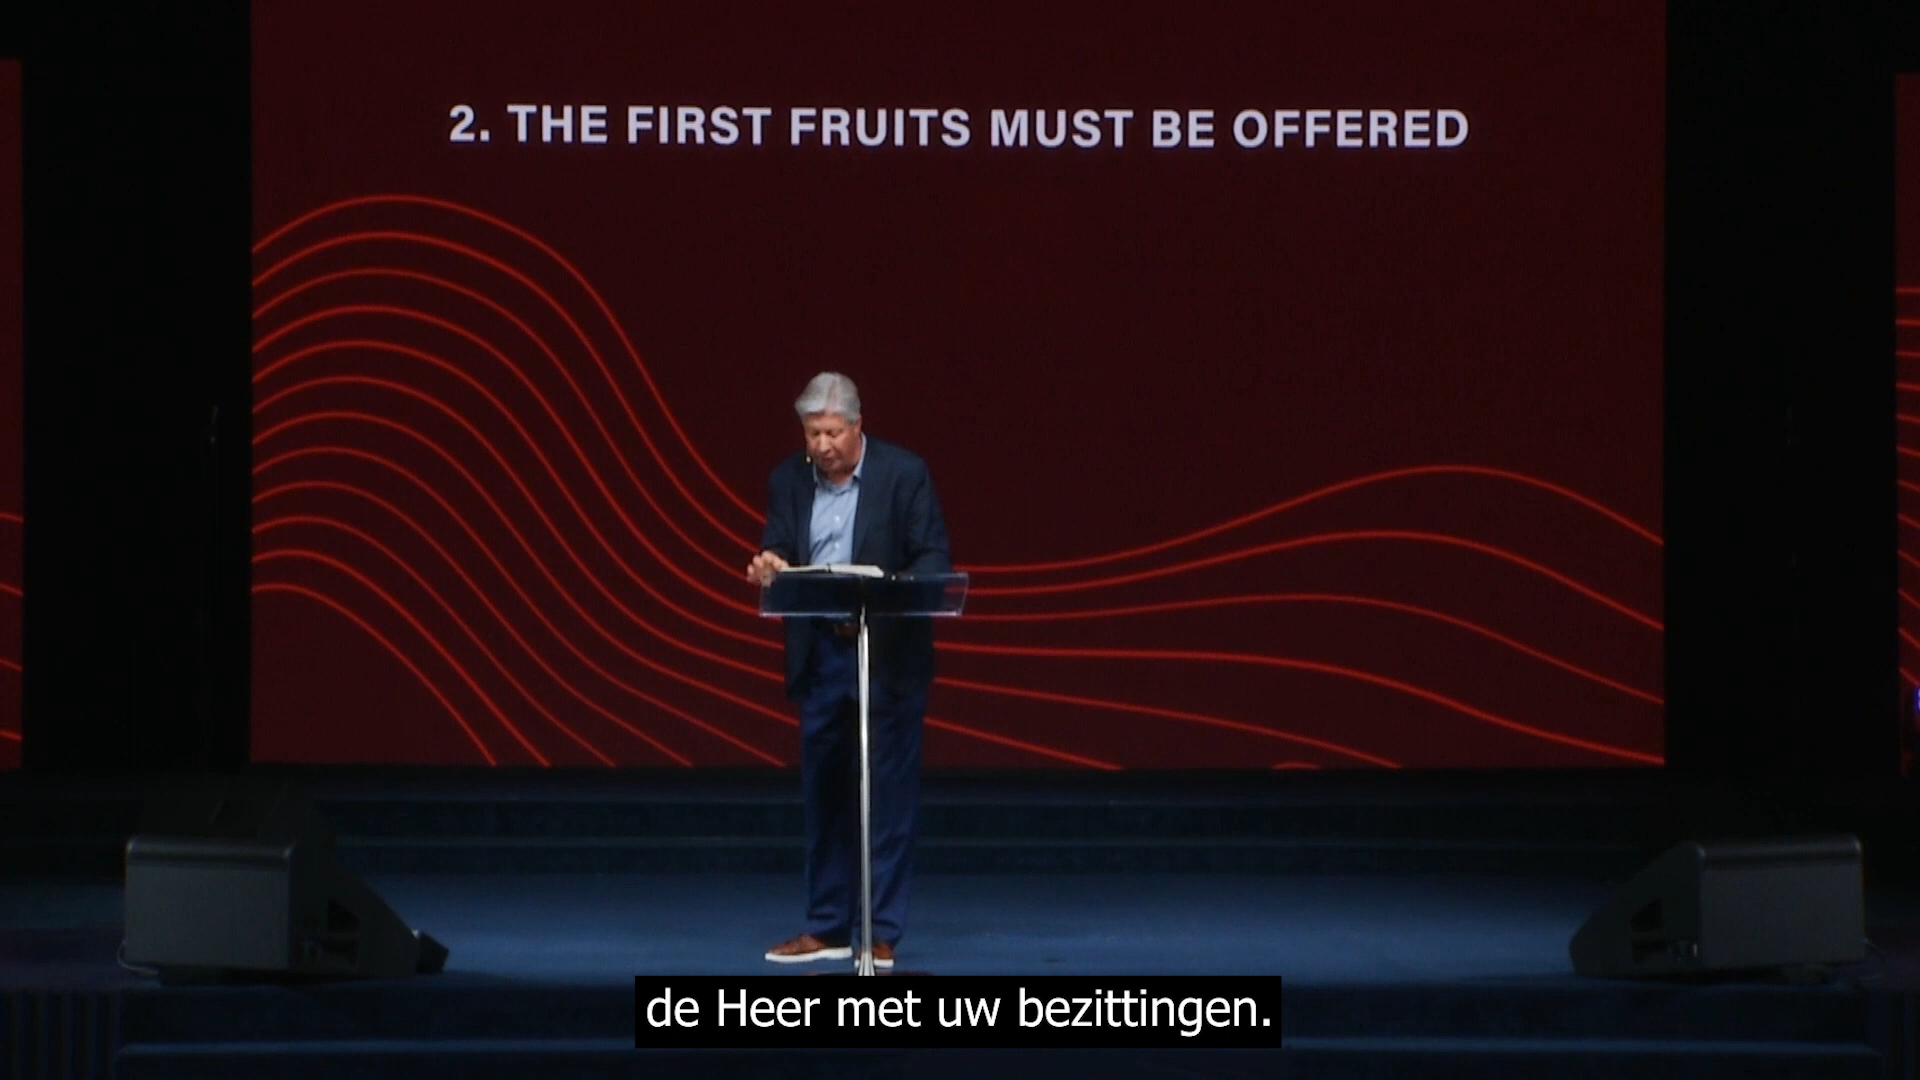 2. THE FIRST FRUITS MUST BE OFFERED
de Heer met uw bezittingen.